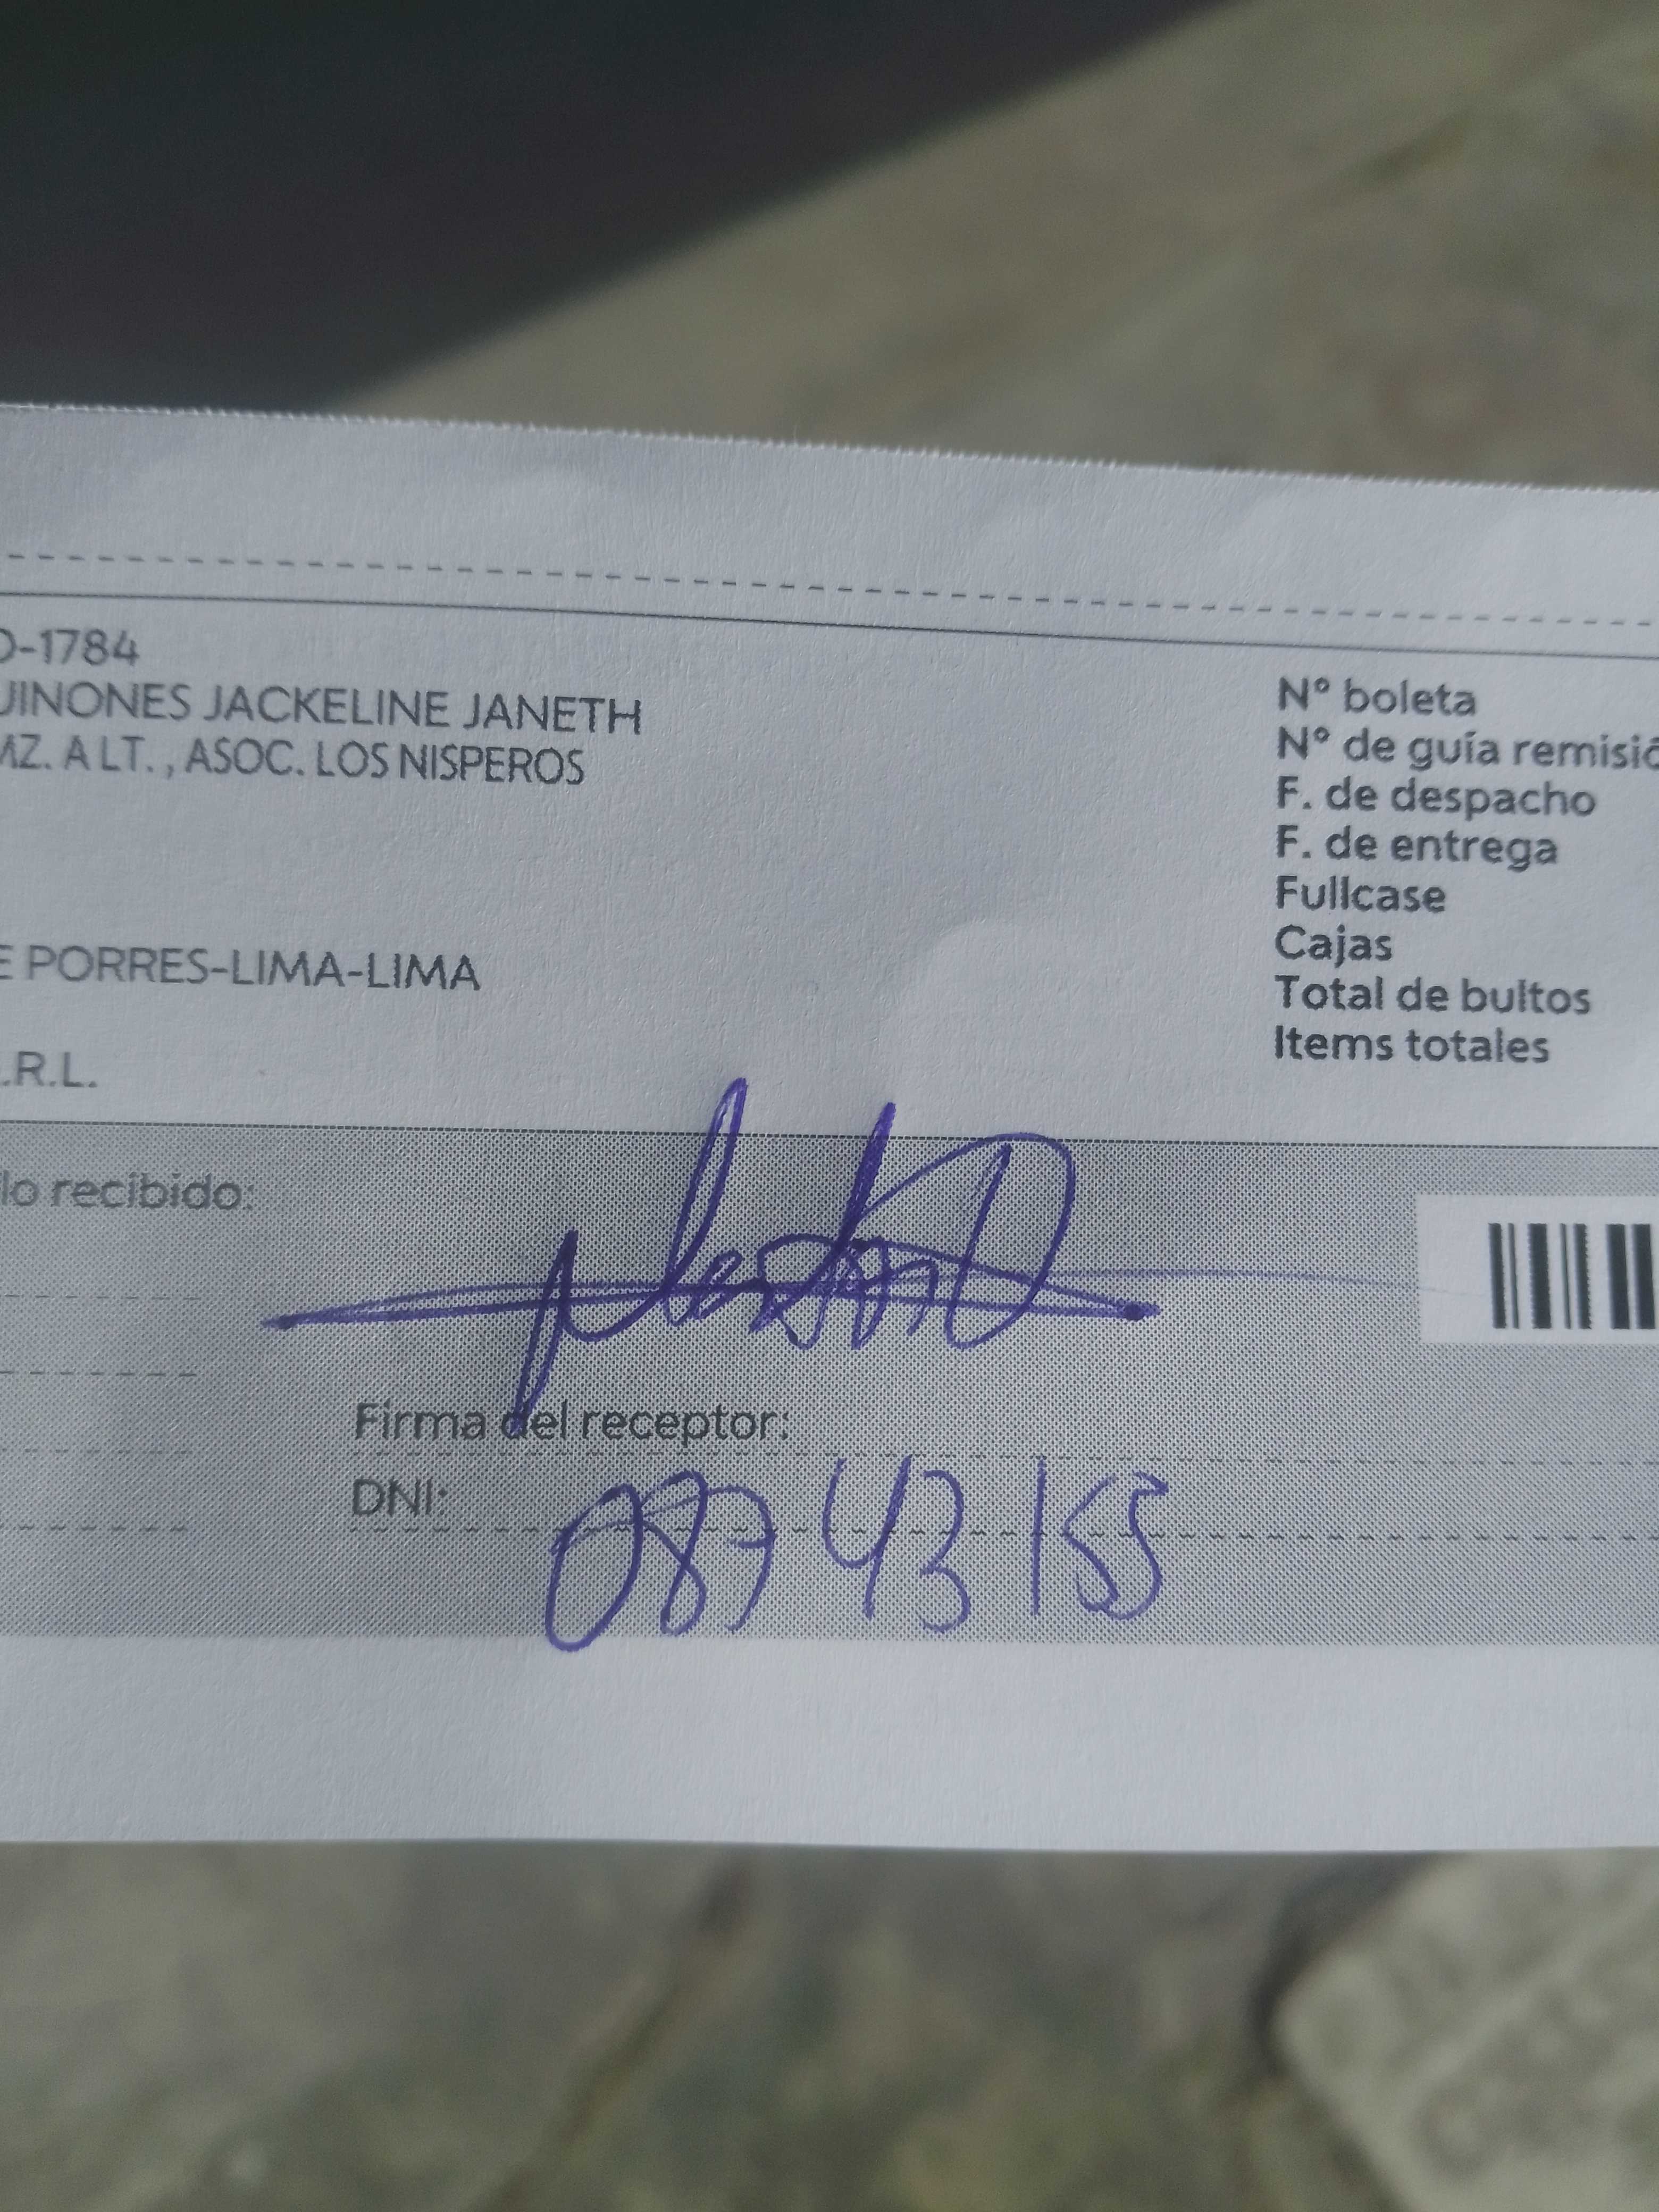 O-1784
UINONES JACKELINE JANETH
MZ. A LT. , ASOC. LOS NISPEROS
E PORRES-LIMA-LIMA
.R.L.
N° boleta
N° de guía remisió
F. de despacho
F. de entrega
Fullcase
Cajas
Total de bultos
Items totales
lo recibido:
Firma del receptor:
DNI: 08743155